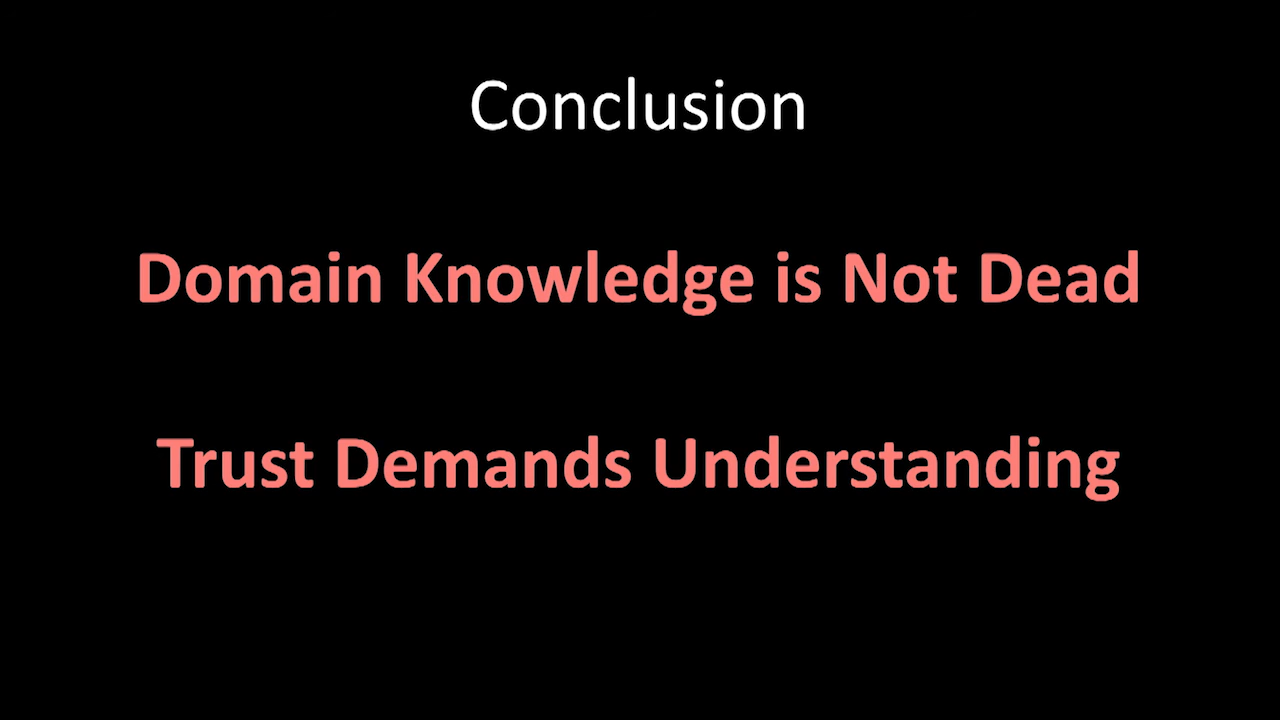 Conclusion
Domain Knowledge is Not Dead
Trust Demands Understanding